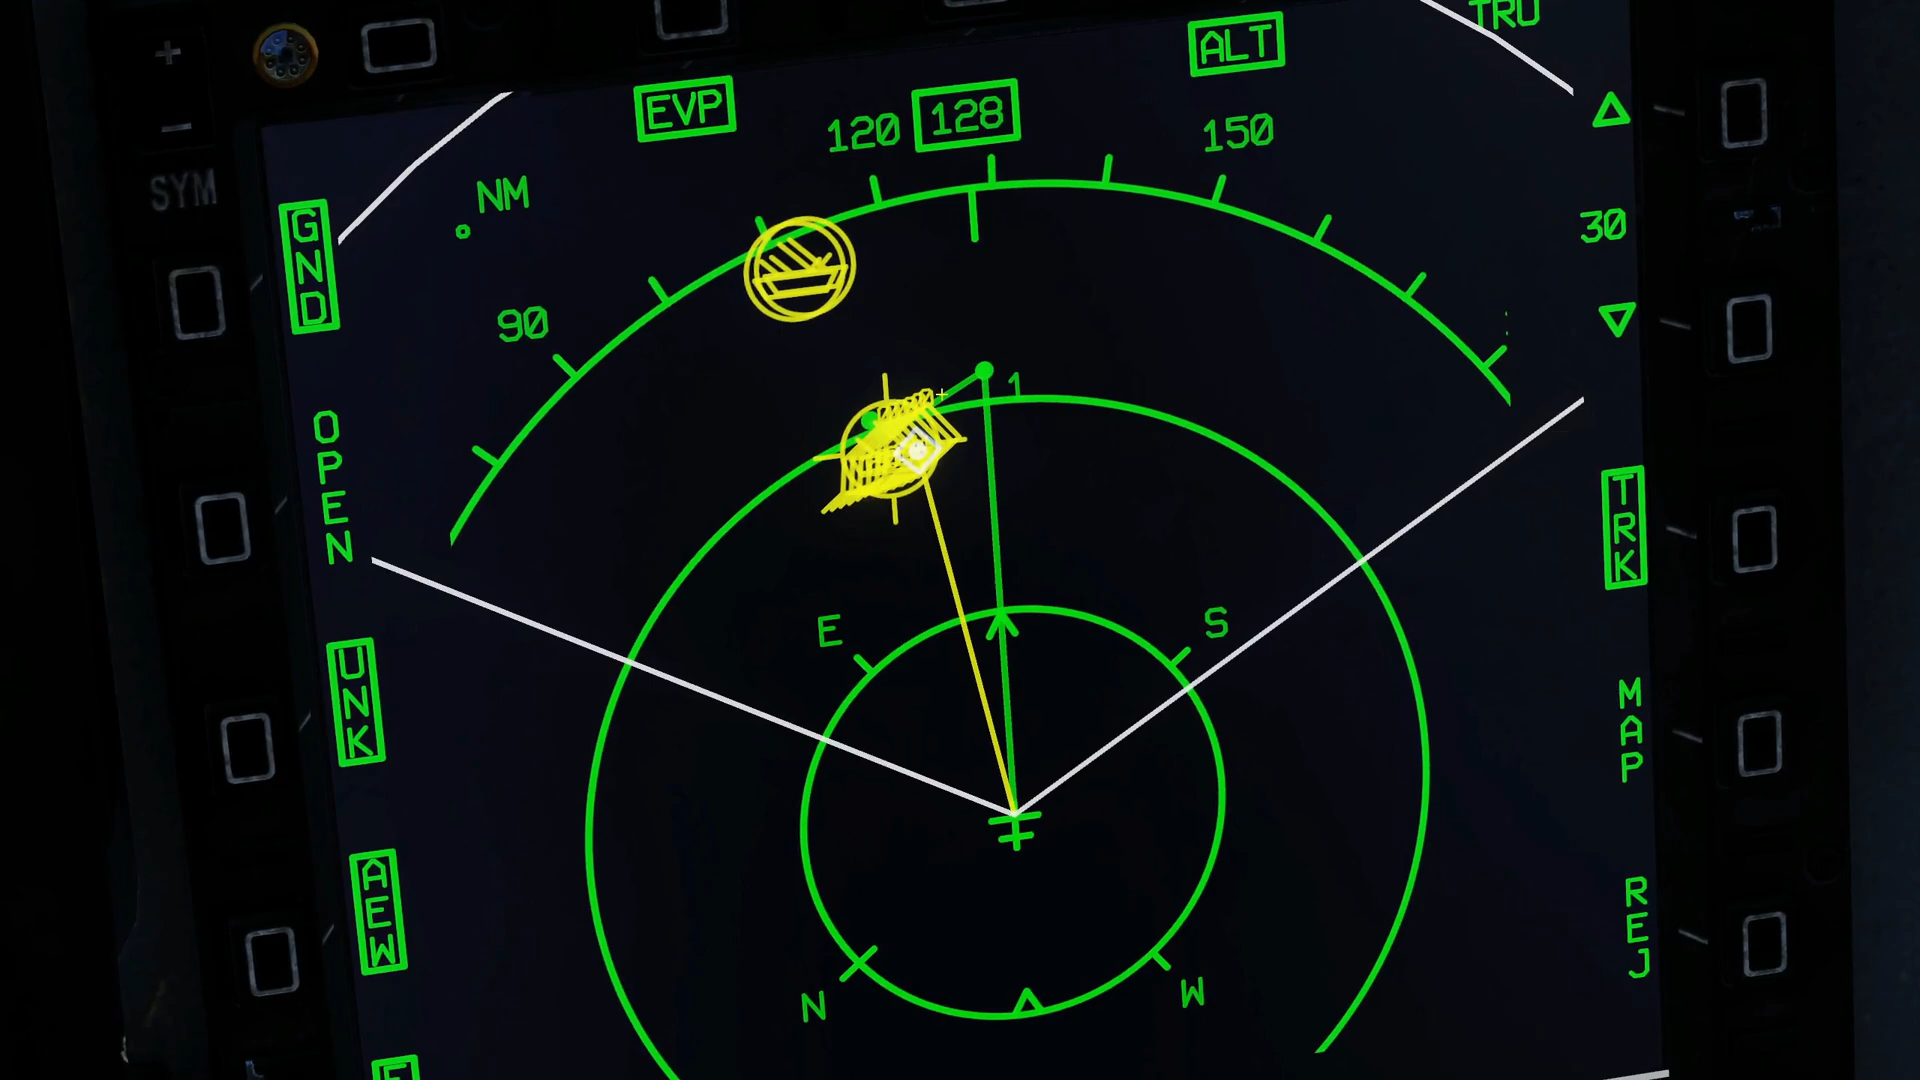 TRU
ALT
EVP
120
128
150
NM
SYM
GND
30
90
1
OPEN
TRK
E
S
UNK
MAP
AEW
REJ
N
W